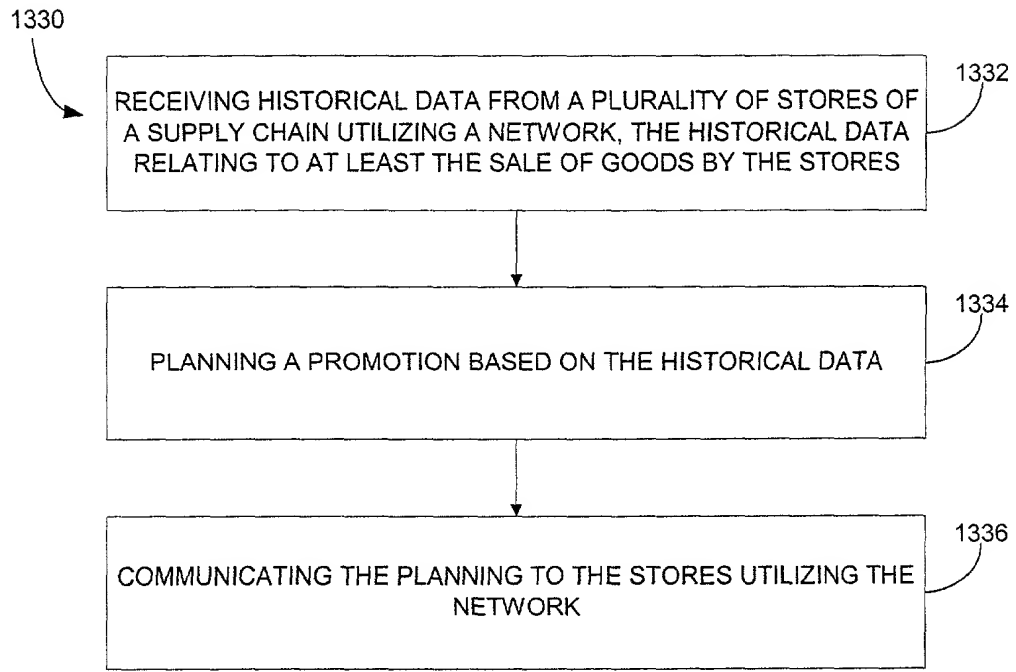 1330
1332
RECEIVING HISTORICAL DATA FROM A PLURALITY OF STORES OF
A SUPPLY CHAIN UTILIZING A NETWORK, THE HISTORICAL DATA
RELATING TO AT LEAST THE SALE OF GOODS BY THE STORES
1334
PLANNING A PROMOTION BASED ON THE HISTORICAL DATA
1336
COMMUNICATING THE PLANNING TO THE STORES UTILIZING THE
NETWORK